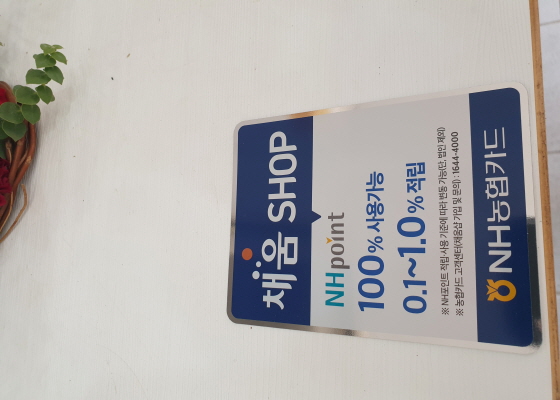 채움 SHOP
NHpoint
100% 사용가능
0.1~1.0% 적립
※ NH포인트 적립·사용 기준에 따라 변동 가능(단, 법인 제외)
※ 농협카드 고객센터(채움샵 가입 및 문의) : 1644-4000
NH농협카드